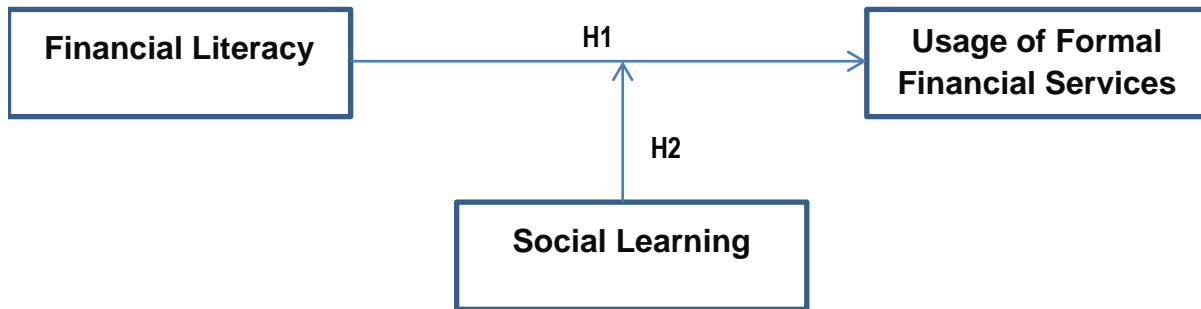 Financial Literacy
H1
Usage of Formal
Financial Services
H2
Social Learning